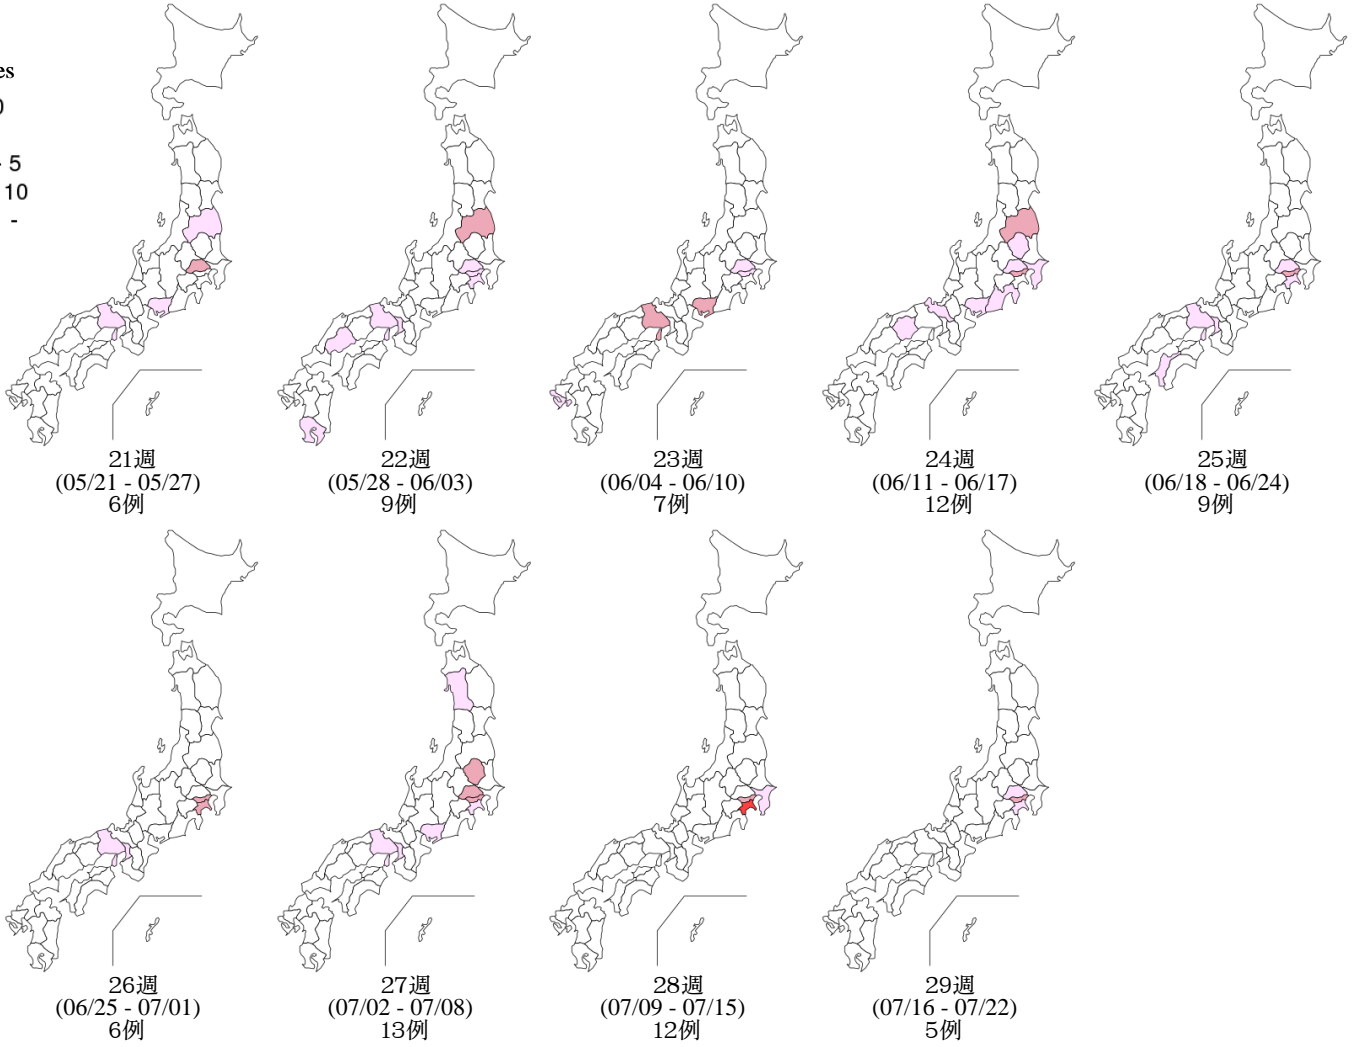 es
0
- 5
10
-
21週
(05/21 - 05/27)
6例
22週
(05/28 - 06/03)
9例
23週
(06/04 - 06/10)
7例
24週
(06/11 - 06/17)
12例
25週
(06/18 - 06/24)
9例
26週
(06/25 - 07/01)
6例
27週
(07/02 - 07/08)
13例
28週
(07/09 - 07/15)
12例
29週
(07/16 - 07/22)
5例